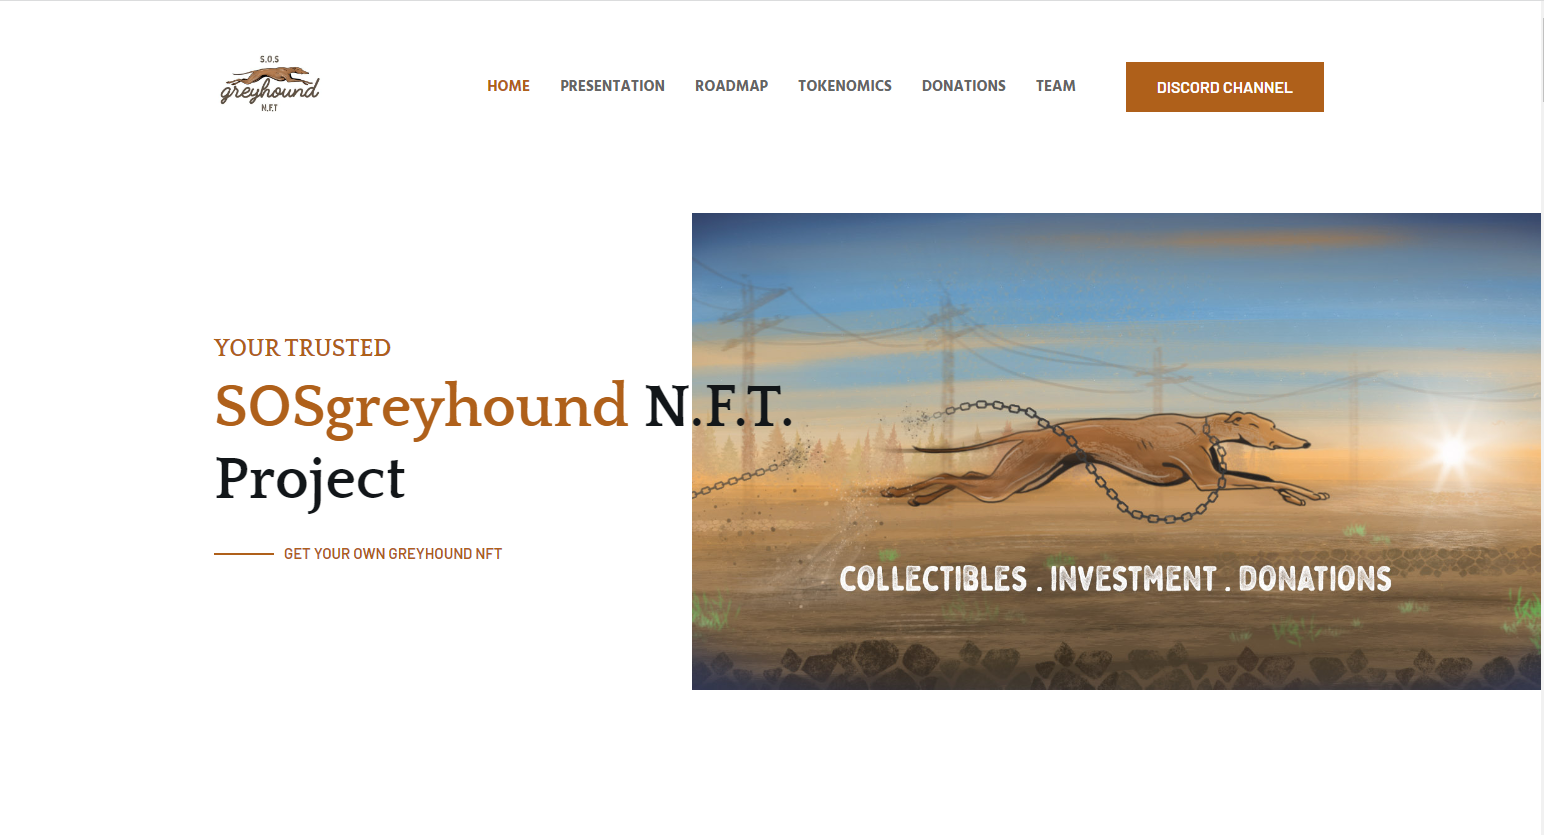 S.O.S
greyhound
N.F.T
HOME PRESENTATION ROADMAP TOKENOMICS DONATIONS TEAM DISCORD CHANNEL
YOUR TRUSTED
SOSgreyhound N.F.T.
Project
GET YOUR OWN GREYHOUND NFT
COLLECTIBLES . INVESTMENT . DONATIONS